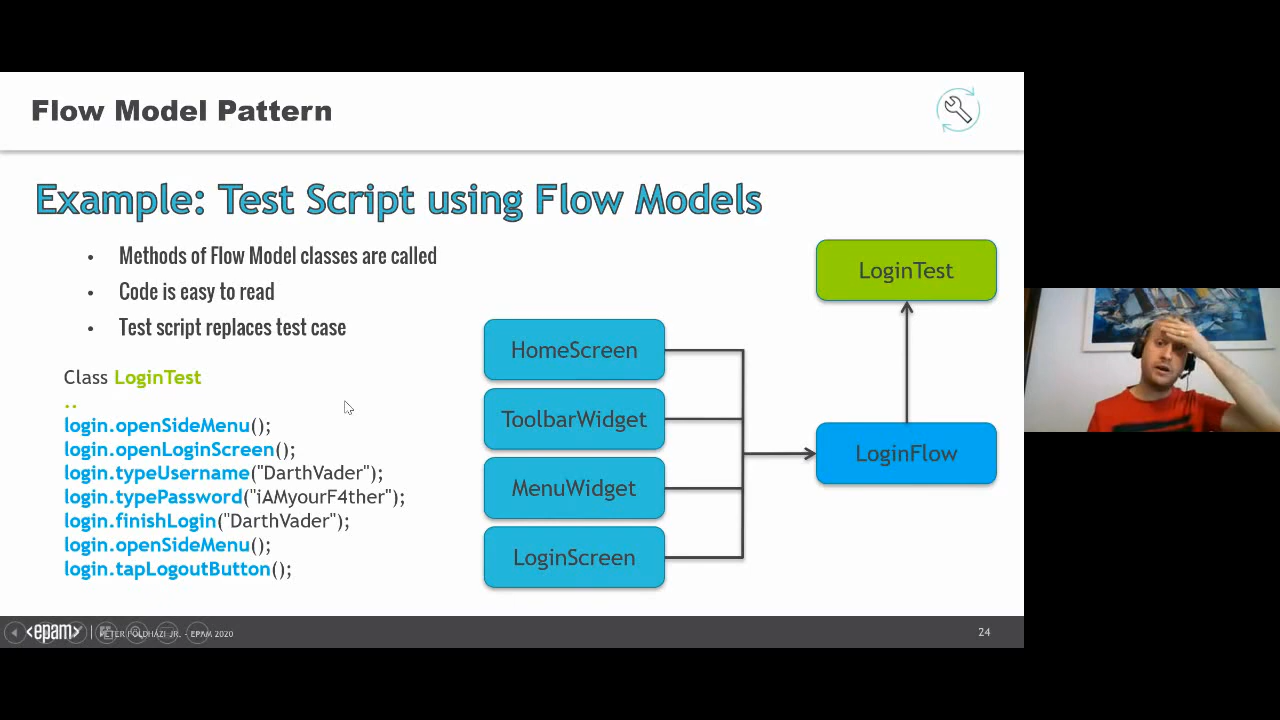 Flow Model Pattern
Example: Test Script using Flow Models
• Methods of Flow Model classes are called
• Code is easy to read
• Test script replaces test case
Class LoginTest
..
login.openSideMenu();
login.openLoginScreen();
login.typeUsername("DarthVader");
login.typePassword("iAMyourF4ther");
login.finishLogin("DarthVader");
login.openSideMenu();
login.tapLogoutButton();
HomeScreen
ToolbarWidget
MenuWidget
LoginScreen
LoginTest
LoginFlow
<epam> | PÉTER FÖLDHÁZI JR. - EPAM 2020
24